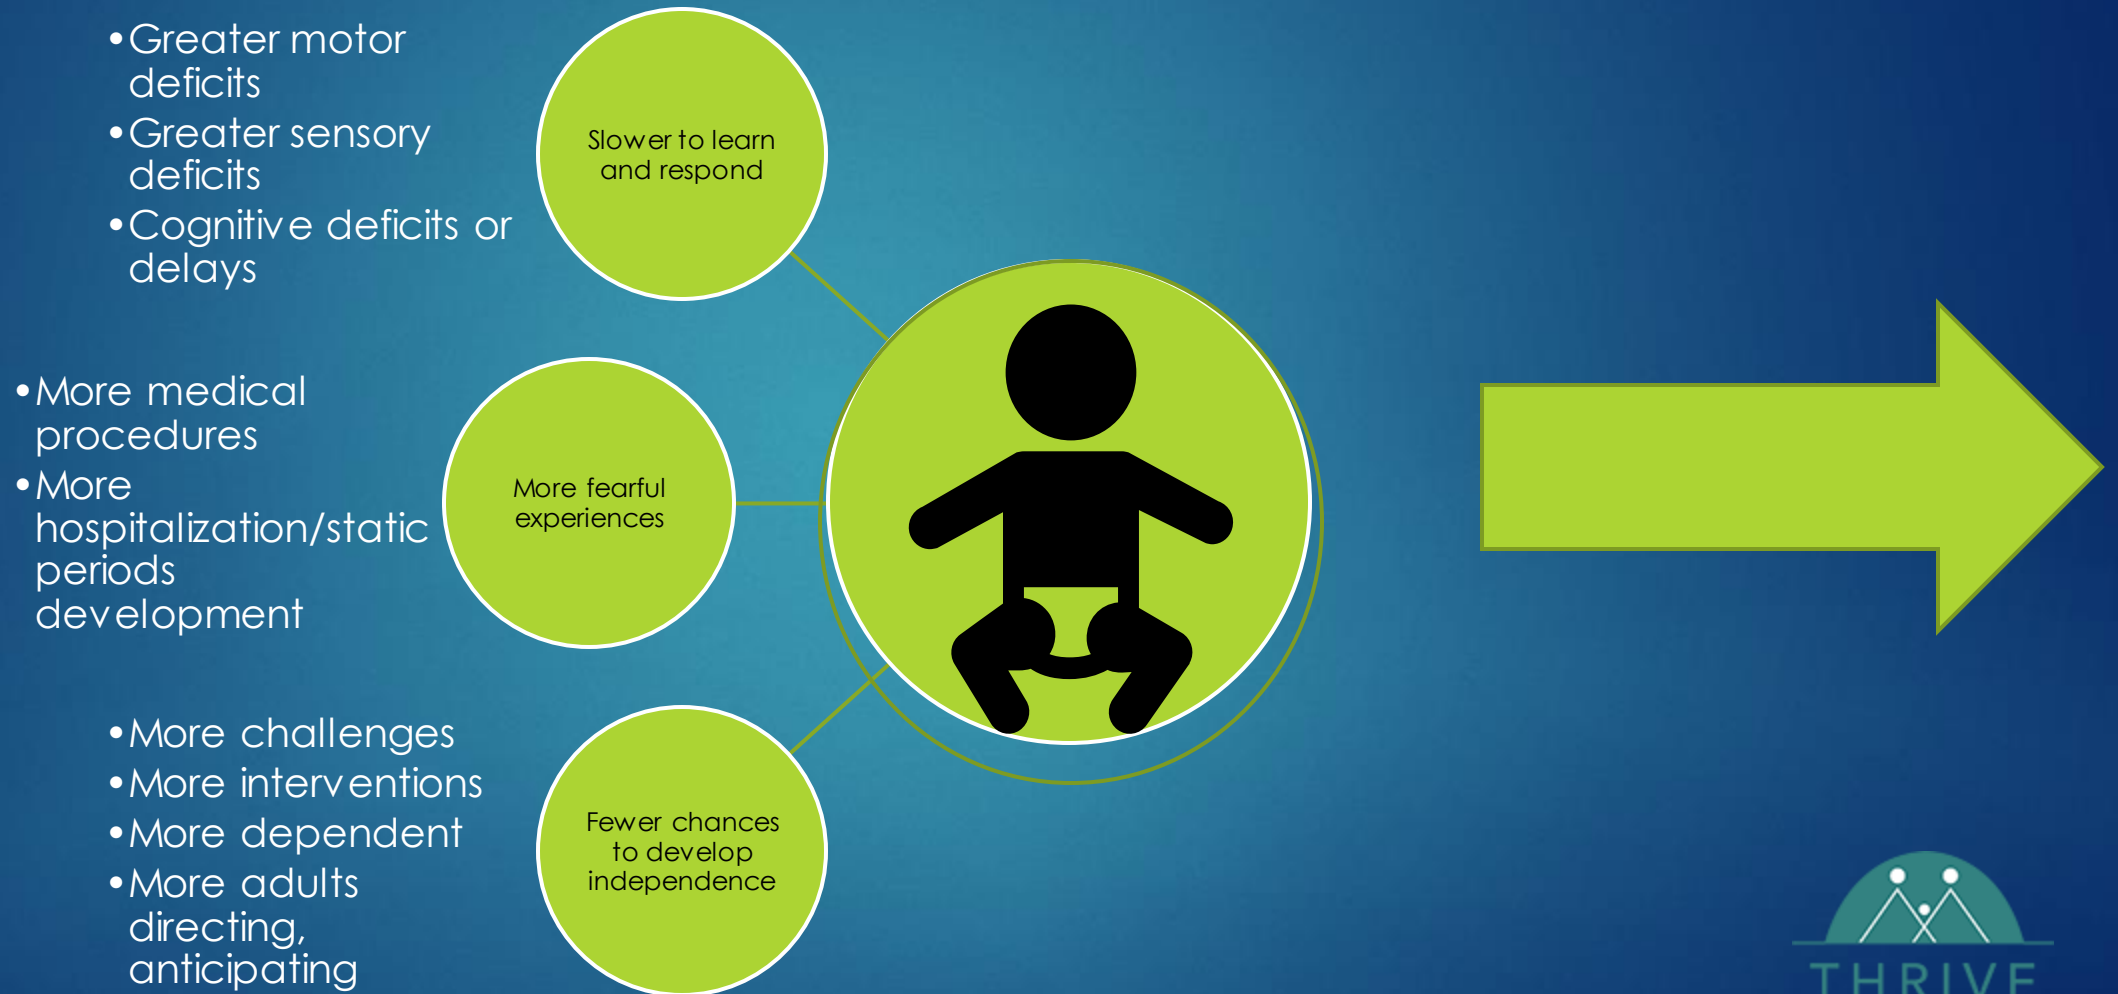 •Greater motor
deficits
•Greater sensory
deficits
•Cognitive deficits or
delays
Slower to learn
and respond
•More medical
procedures
•More
hospitalization/static
periods
development
More fearful
experiences
•More challenges
•More interventions
•More dependent
•More adults
directing,
anticipating
Fewer chances
to develop
independence
THRIVE